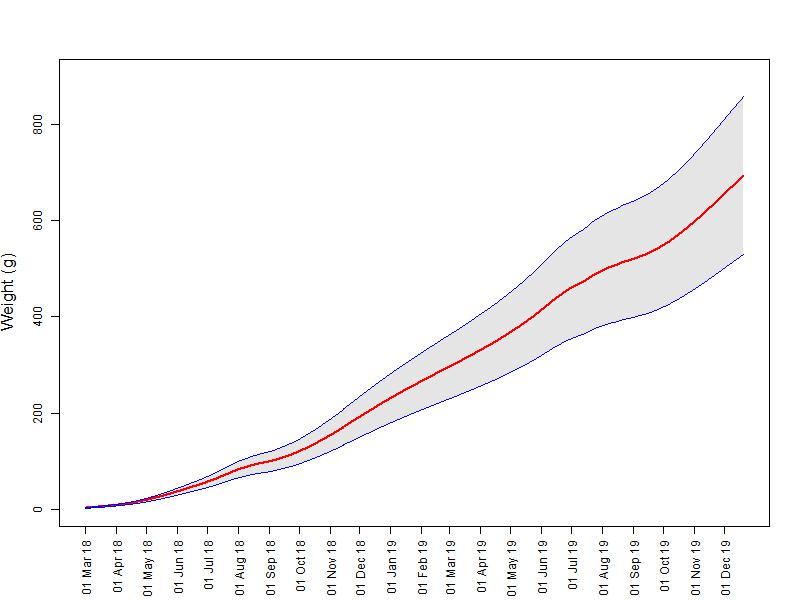 Weight (g)
800
600
400
200
0
01 Mar 18
01 Apr 18
01 May 18
01 Jun 18
01 Jul 18
01 Aug 18
01 Sep 18
01 Oct 18
01 Nov 18
01 Dec 18
01 Jan 19
01 Feb 19
01 Mar 19
01 Apr 19
01 May 19
01 Jun 19
01 Jul 19
01 Aug 19
01 Sep 19
01 Oct 19
01 Nov 19
01 Dec 19